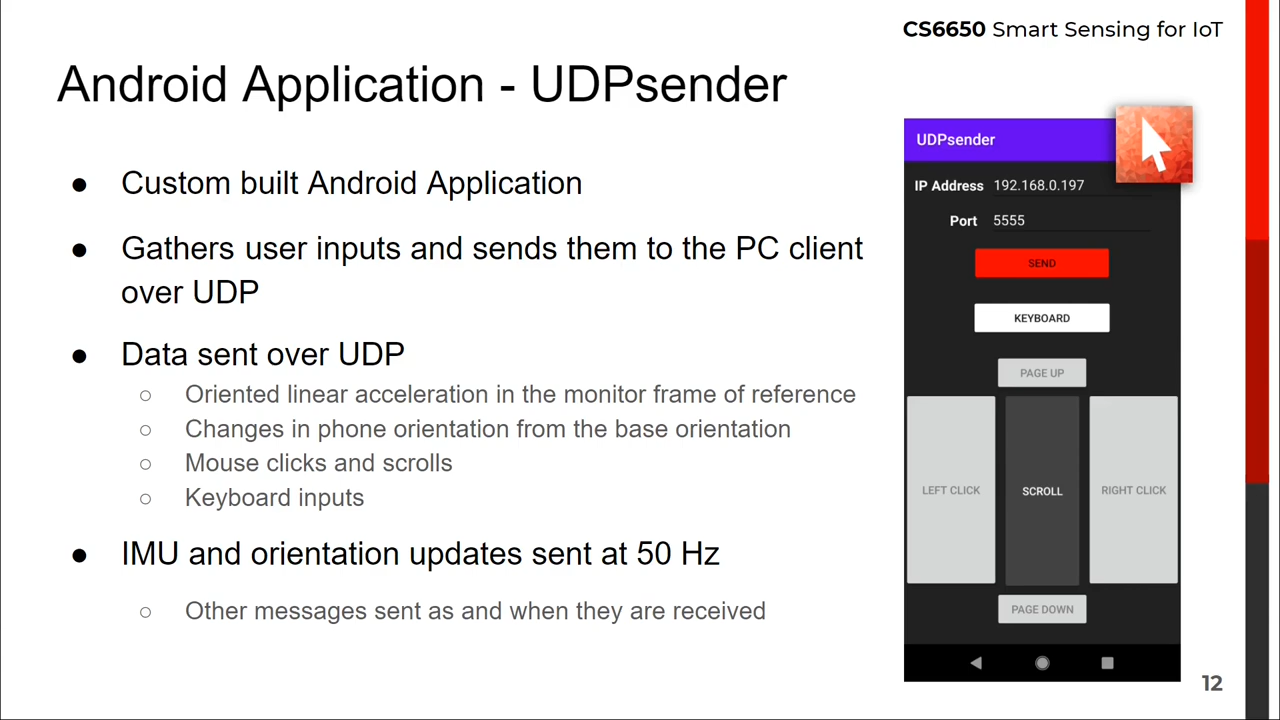 CS6650 Smart Sensing for IoT
Android Application - UDPsender
● Custom built Android Application
● Gathers user inputs and sends them to the PC client
over UDP
● Data sent over UDP
○ Oriented linear acceleration in the monitor frame of reference
○ Changes in phone orientation from the base orientation
○ Mouse clicks and scrolls
○ Keyboard inputs
● IMU and orientation updates sent at 50 Hz
○ Other messages sent as and when they are received
UDPsender
IP Address 192.168.0.197
Port 5555
SEND
KEYBOARD
PAGE UP
LEFT CLICK SCROLL RIGHT CLICK
PAGE DOWN
12